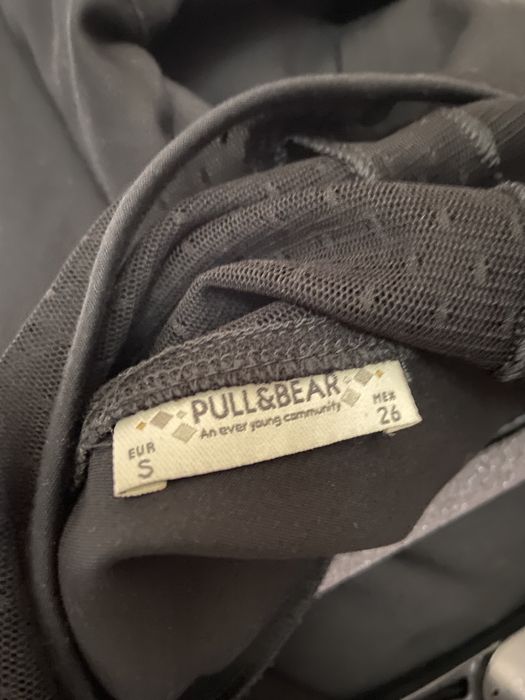 PULL&BEAR
An ever young community
EUR
S
MEX
26